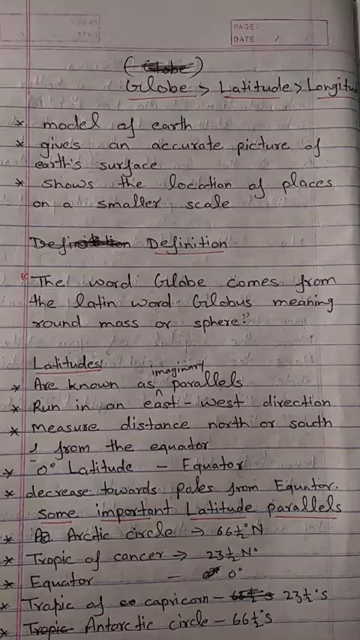 PAGE:
DATE:
(Globe)
Globe > Latitude > Longitu
* model of earth
* gives an accurate picture of
earth's surface
* shows the location of places
on a smaller scale
Definition
"The word Globe comes from
the latin word Globus meaning
round mass or sphere"
Latitudes:
imaginary
* Are known as ^ parallels
* Run in an east - west direction
* Measure distance north or south
from the equator
* 0° Latitude - Equator
* decrease towards poles from Equator.
Some important Latitude parallels
* Arctic circle → 66½°N
* Tropic of cancer → 23½N°
* Equator - 0°
* Tropic of capricorn - 23½°s
* Antarctic circle - 66½°s